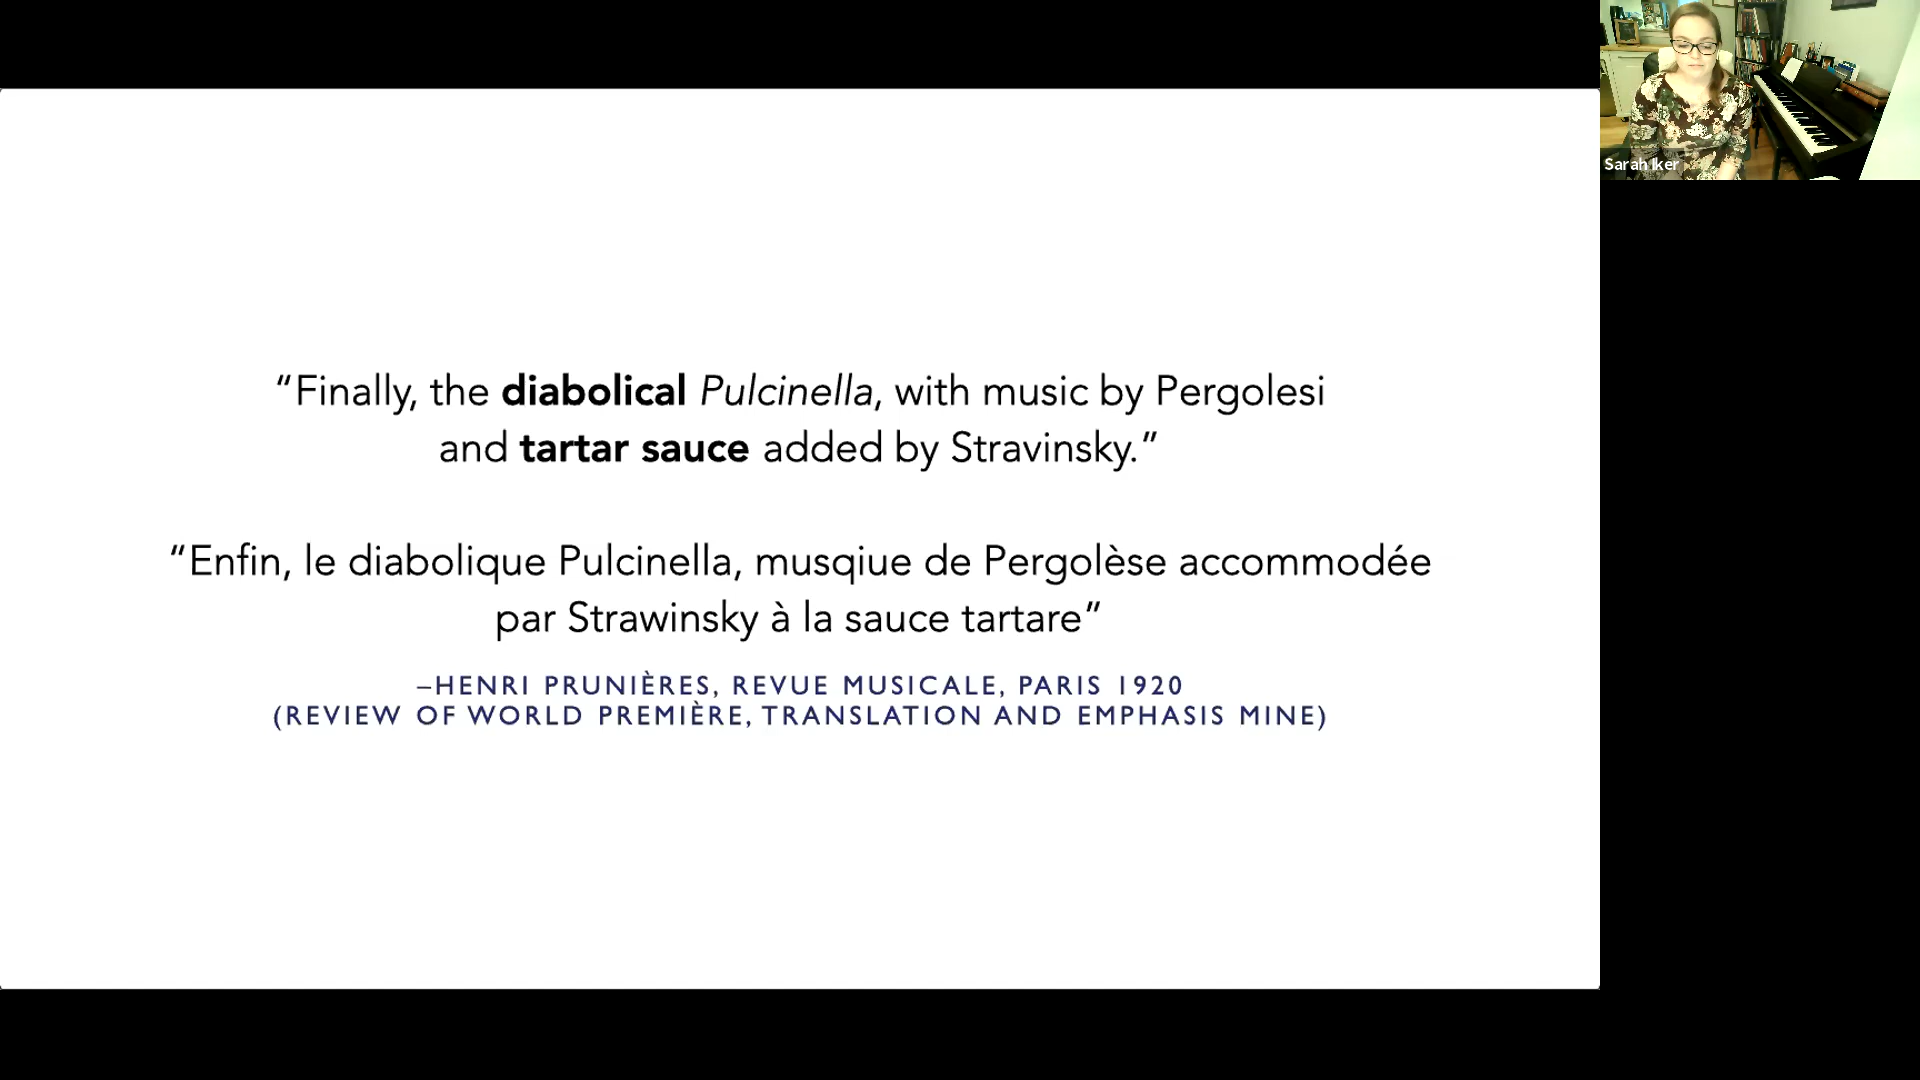 “Finally, the diabolical Pulcinella, with music by Pergolesi
and tartar sauce added by Stravinsky.”
“Enfin, le diabolique Pulcinella, musqiue de Pergolèse accommodée
par Strawinsky à la sauce tartare”
–HENRI PRUNIÈRES, REVUE MUSICALE, PARIS 1920
(REVIEW OF WORLD PREMIÈRE, TRANSLATION AND EMPHASIS MINE)
Sarah Iker